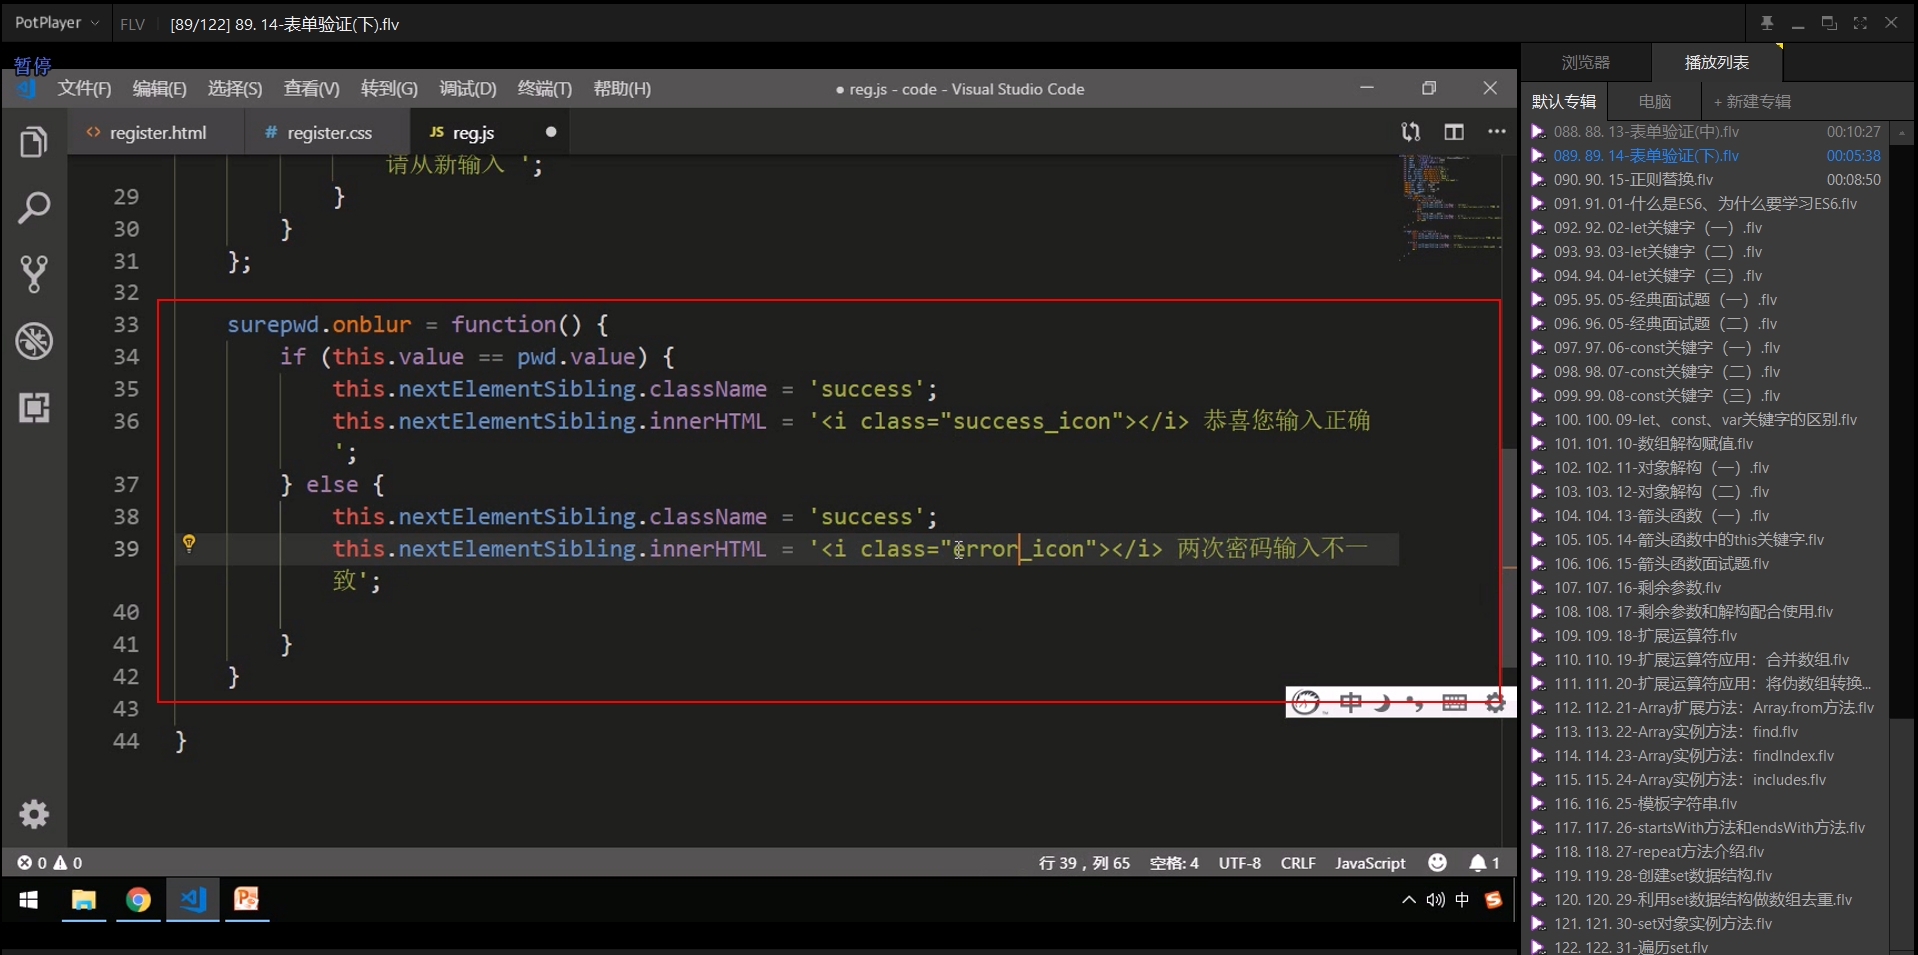 PotPlayer
FLV
[89/122] 89. 14-表单验证(下).flv
暂停
文件(F) 编辑(E) 选择(S) 查看(V) 转到(G) 调试(D) 终端(T) 帮助(H)
● reg.js - code - Visual Studio Code
<> register.html
# register.css
JS reg.js ●
请从新输入 ';
29 }
30 }
31 };
32
33 surepwd.onblur = function() {
34 if (this.value == pwd.value) {
35 this.nextElementSibling.className = 'success';
36 this.nextElementSibling.innerHTML = '<i class="success_icon"></i> 恭喜您输入正确
';
37 } else {
38 this.nextElementSibling.className = 'success';
39 this.nextElementSibling.innerHTML = '<i class="error_icon"></i> 两次密码输入不一
致';
40
41 }
42 }
43
44 }
中
0 0
行 39，列 65 空格: 4 UTF-8 CRLF JavaScript 1
中
浏览器 播放列表
默认专辑 电脑 + 新建专辑
088. 88. 13-表单验证(中).flv 00:10:27
089. 89. 14-表单验证(下).flv 00:05:38
090. 90. 15-正则替换.flv 00:08:50
091. 91. 01-什么是ES6、为什么要学习ES6.flv
092. 92. 02-let关键字（一）.flv
093. 93. 03-let关键字（二）.flv
094. 94. 04-let关键字（三）.flv
095. 95. 05-经典面试题（一）.flv
096. 96. 05-经典面试题（二）.flv
097. 97. 06-const关键字（一）.flv
098. 98. 07-const关键字（二）.flv
099. 99. 08-const关键字（三）.flv
100. 100. 09-let、const、var关键字的区别.flv
101. 101. 10-数组解构赋值.flv
102. 102. 11-对象解构（一）.flv
103. 103. 12-对象解构（二）.flv
104. 104. 13-箭头函数（一）.flv
105. 105. 14-箭头函数中的this关键字.flv
106. 106. 15-箭头函数面试题.flv
107. 107. 16-剩余参数.flv
108. 108. 17-剩余参数和解构配合使用.flv
109. 109. 18-扩展运算符.flv
110. 110. 19-扩展运算符应用：合并数组.flv
111. 111. 20-扩展运算符应用：将伪数组转换...
112. 112. 21-Array扩展方法：Array.from方法.flv
113. 113. 22-Array实例方法：find.flv
114. 114. 23-Array实例方法：findIndex.flv
115. 115. 24-Array实例方法：includes.flv
116. 116. 25-模板字符串.flv
117. 117. 26-startsWith方法和endsWith方法.flv
118. 118. 27-repeat方法介绍.flv
119. 119. 28-创建set数据结构.flv
120. 120. 29-利用set数据结构做数组去重.flv
121. 121. 30-set对象实例方法.flv
122. 122. 31-遍历set.flv